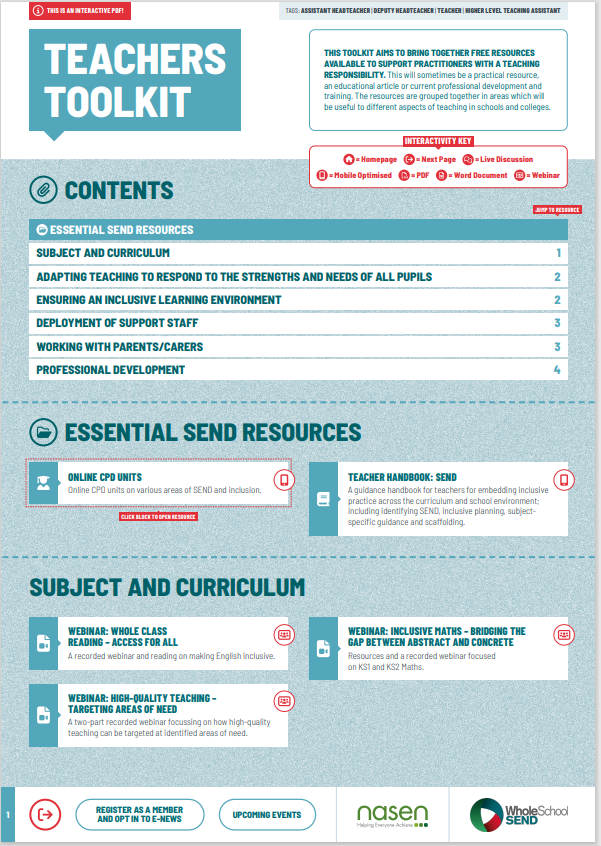 THIS IS AN INTERACTIVE PDF!
TAGS: ASSISTANT HEADTEACHER | DEPUTY HEADTEACHER | TEACHER | HIGHER LEVEL TEACHING ASSISTANT
TEACHERS
TOOLKIT
THIS TOOLKIT AIMS TO BRING TOGETHER FREE RESOURCES
AVAILABLE TO SUPPORT PRACTITIONERS WITH A TEACHING
RESPONSIBILITY. This will sometimes be a practical resource,
an educational article or current professional development and
training. The resources are grouped together in areas which will
be useful to different aspects of teaching in schools and colleges.
INTERACTIVITY KEY
= Homepage = Next Page = Live Discussion
= Mobile Optimised = PDF = Word Document = Webinar
CONTENTS
JUMP TO RESOURCE
ESSENTIAL SEND RESOURCES
SUBJECT AND CURRICULUM 1
ADAPTING TEACHING TO RESPOND TO THE STRENGTHS AND NEEDS OF ALL PUPILS 2
ENSURING AN INCLUSIVE LEARNING ENVIRONMENT 2
DEPLOYMENT OF SUPPORT STAFF 3
WORKING WITH PARENTS/CARERS 3
PROFESSIONAL DEVELOPMENT 4
ESSENTIAL SEND RESOURCES
ONLINE CPD UNITS
Online CPD units on various areas of SEND and inclusion.
CLICK BLOCK TO OPEN RESOURCE
TEACHER HANDBOOK: SEND
A guidance handbook for teachers for embedding inclusive
practice across the curriculum and school environment;
including identifying SEND, inclusive planning, subject-
specific guidance and scaffolding.
SUBJECT AND CURRICULUM
WEBINAR: WHOLE CLASS
READING – ACCESS FOR ALL
A recorded webinar and reading on making English inclusive.
WEBINAR: INCLUSIVE MATHS – BRIDGING THE
GAP BETWEEN ABSTRACT AND CONCRETE
Resources and a recorded webinar focused
on KS1 and KS2 Maths.
WEBINAR: HIGH-QUALITY TEACHING –
TARGETING AREAS OF NEED
A two-part recorded webinar focussing on how high-quality
teaching can be targeted at identified areas of need.
1
REGISTER AS A MEMBER
AND OPT IN TO E-NEWS
UPCOMING EVENTS
nasen
Helping Everyone Achieve
WholeSchool
SEND